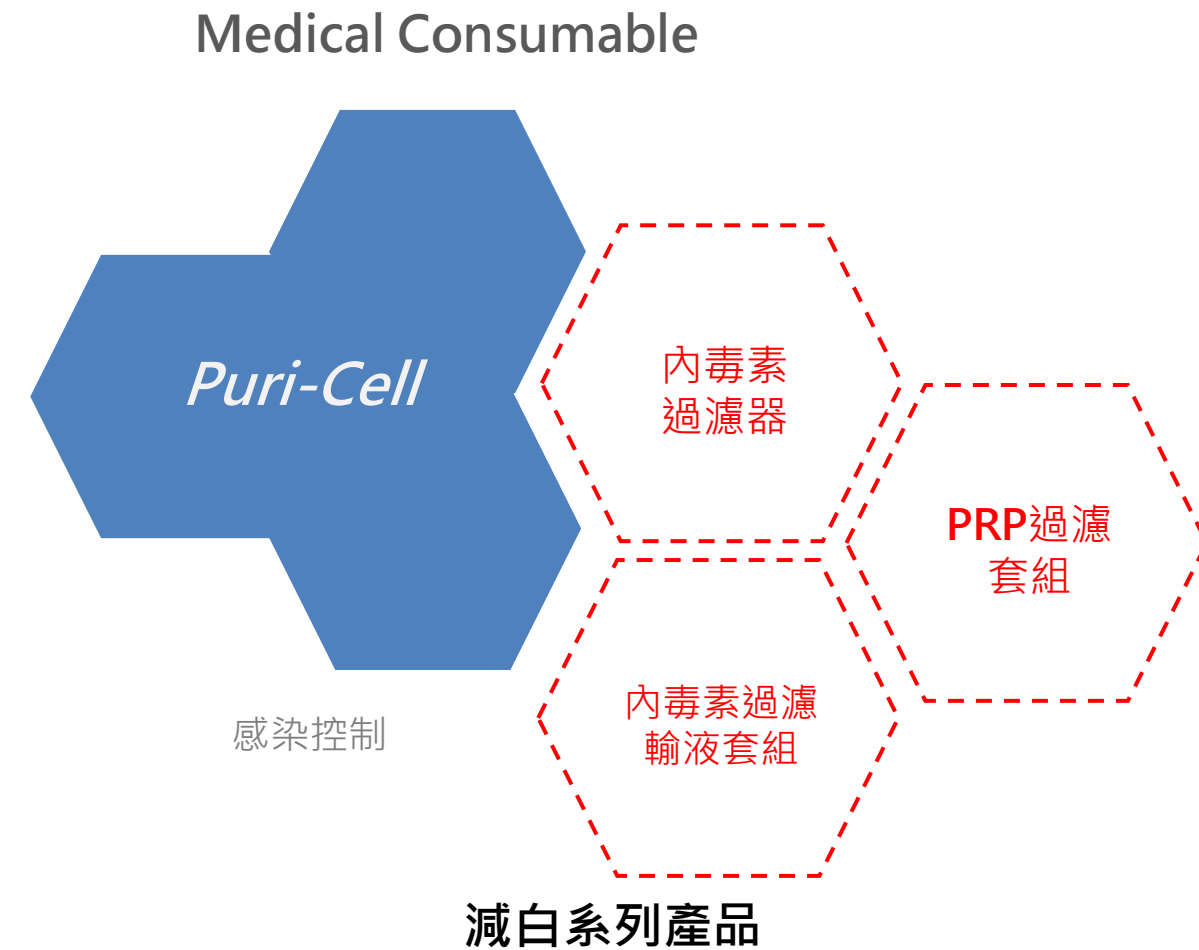 Medical Consumable
Puri-Cell
內毒素
過濾器
PRP過濾
套組
內毒素過濾
輸液套組
感染控制
減白系列產品